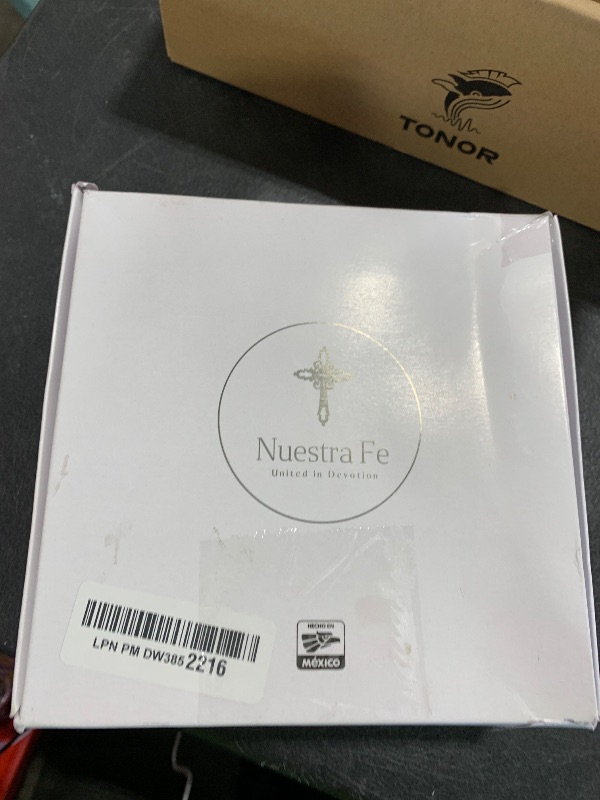 TONOR
Nuestra Fe
United in Devotion
LPN PM DW3852216
HECHO EN
MÉXICO